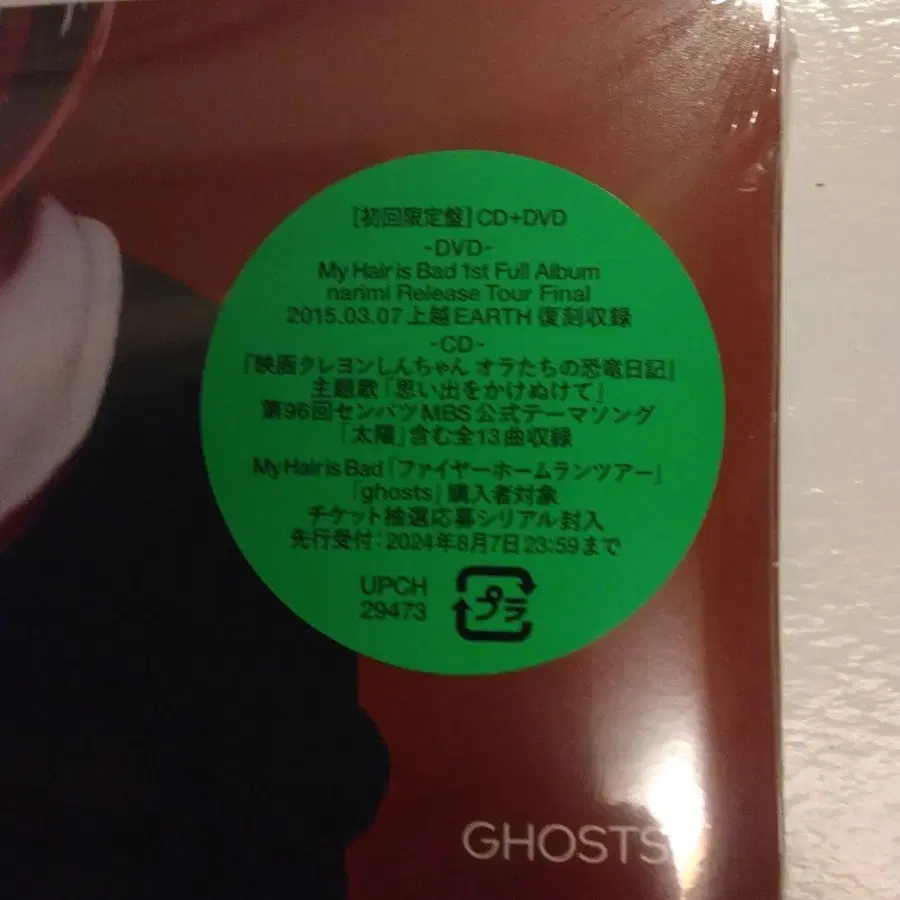 [初回限定盤] CD+DVD
-DVD-
My Hair is Bad 1st Full Album
narimi Release Tour Final
2015.03.07 上越EARTH 復刻収録
-CD-
「映画クレヨンしんちゃん オラたちの恐竜日記」
主題歌「思い出をかけぬけて」
第96回センバツMBS公式テーマソング
「太陽」含む全13曲収録
My Hair is Bad「ファイヤーホームランツアー」
「ghosts」購入者対象
チケット抽選応募シリアル封入
先行受付：2024年8月7日23:59まで
UPCH
29473
プラ
GHOSTS